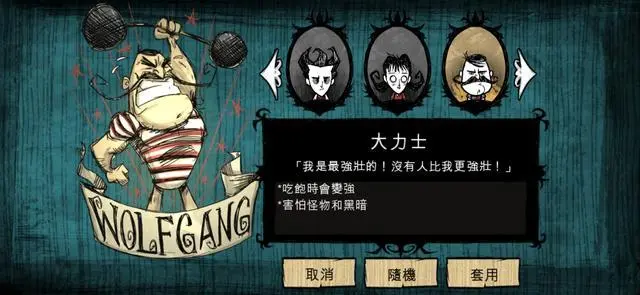 WOLFGANG
大力士
「我是最強壯的！沒有人比我更強壯！」
*吃飽時會變強
*害怕怪物和黑暗
取消
隨機
套用